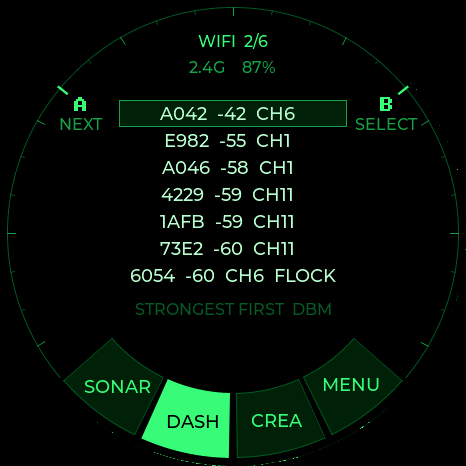 WIFI 2/6
2.4G 87%
A
NEXT
B
SELECT
A042 -42 CH6
E982 -55 CH1
A046 -58 CH1
4229 -59 CH11
1AFB -59 CH11
73E2 -60 CH11
6054 -60 CH6 FLOCK
STRONGEST FIRST DBM
SONAR
DASH
CREA
MENU